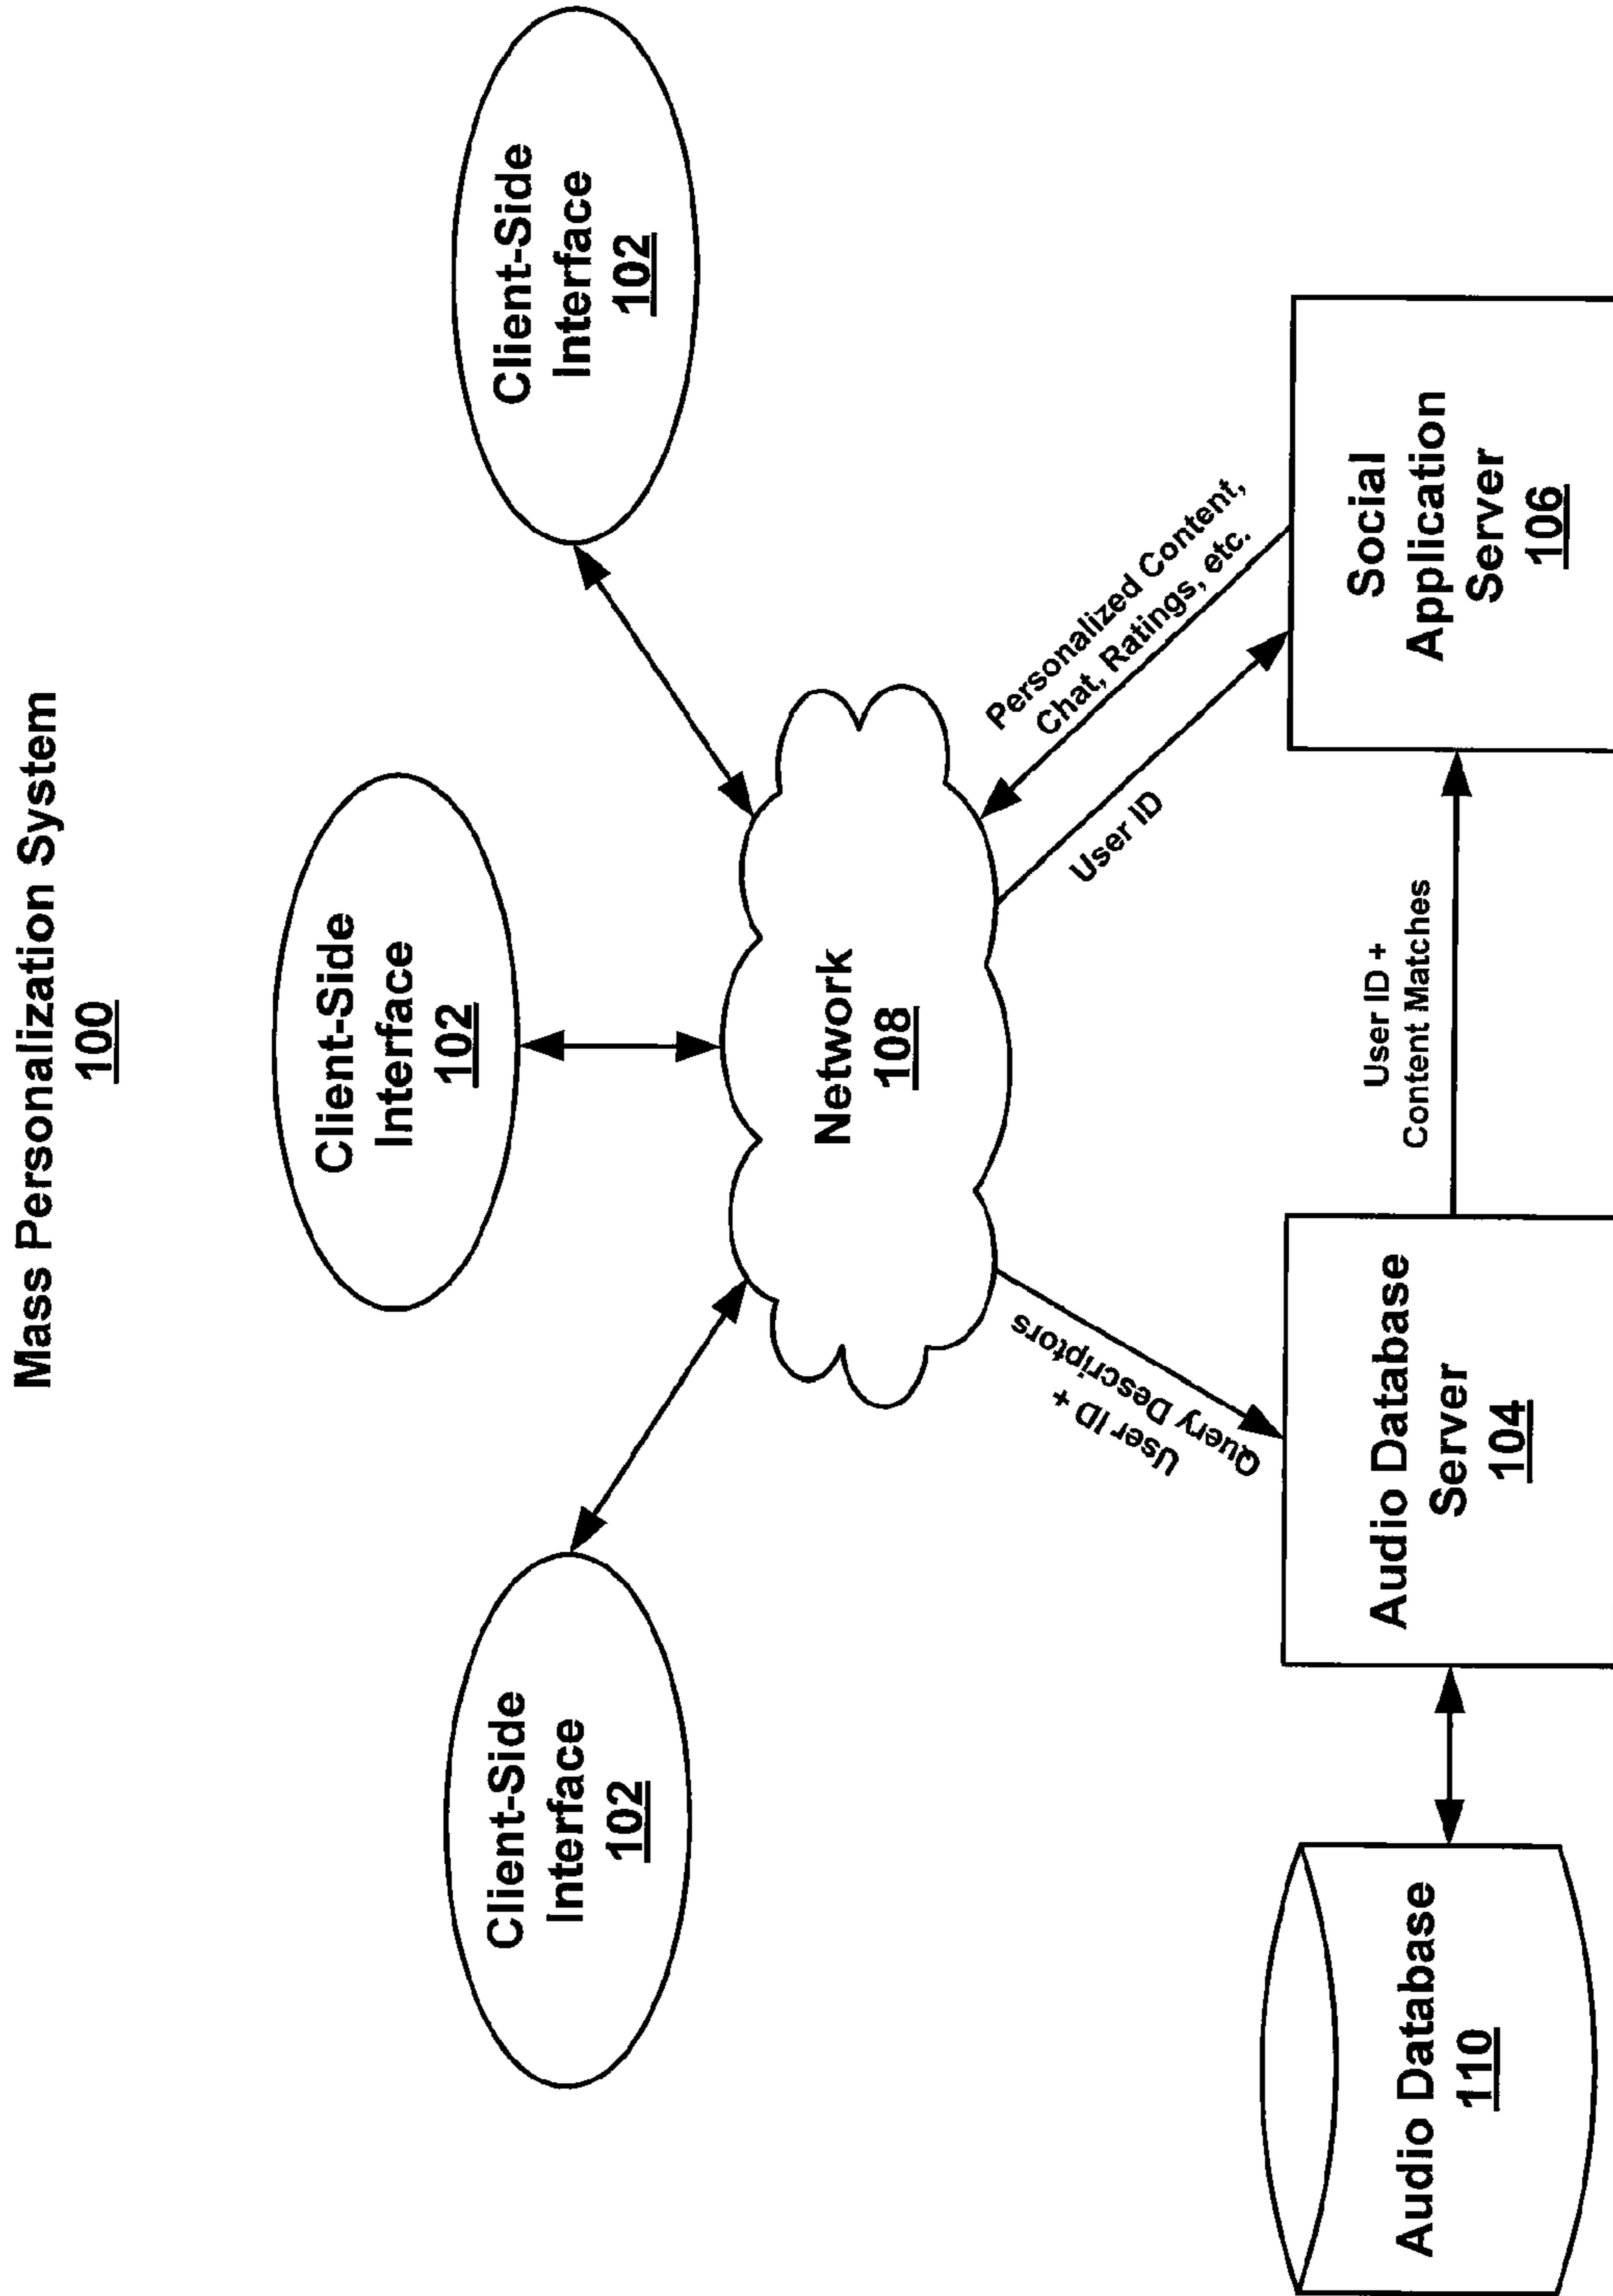 Mass Personalization System
100
Client-Side
Interface
102
Client-Side
Interface
102
Client-Side
Interface
102
Network
108
User ID +
Query Descriptors
User ID
Personalized Content,
Chat, Ratings, etc.
Audio Database
110
Audio Database
Server
104
User ID +
Content Matches
Social
Application
Server
106